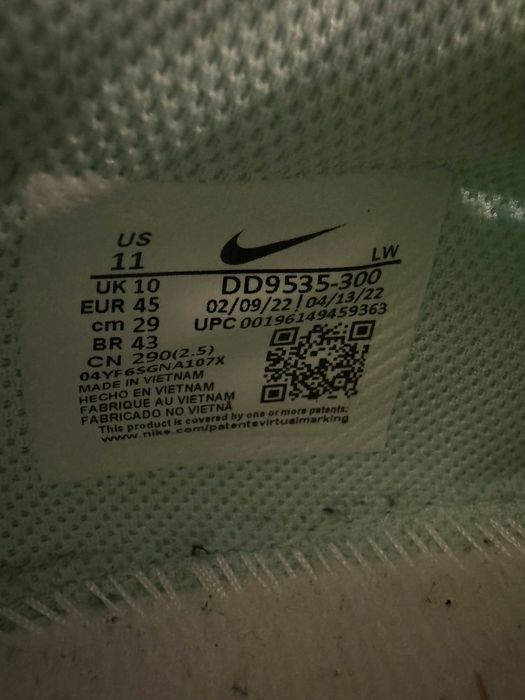 US
11
LW
UK 10
DD9535-300
EUR 45
02/09/22 | 04/13/22
cm 29
UPC 00196149459363
BR 43
CN 290(2.5)
04YF6SGNA107X
MADE IN VIETNAM
HECHO EN VIETNAM
FABRIQUE AU VIETNAM
FABRICADO NO VIETNÃ
This product is covered by one or more patents:
www.nike.com/patentsvirtualmarking